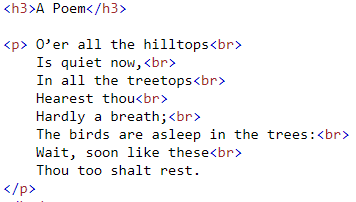 <h3>A Poem</h3>
<p> O’er all the hilltops<br>
Is quiet now,<br>
In all the treetops<br>
Hearest thou<br>
Hardly a breath;<br>
The birds are asleep in the trees:<br>
Wait, soon like these<br>
Thou too shalt rest.
</p>